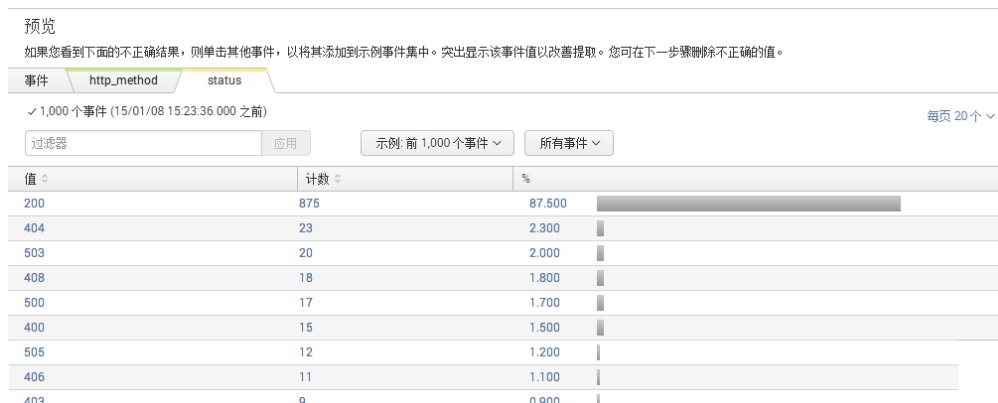 预览
如果您看到下面的不正确结果，则单击其他事件，以将其添加到示例事件集中。突出显示该事件值以改善提取。您可在下一步骤删除不正确的值。
事件 http_method status
✓ 1,000 个事件 (15/01/08 15:23:36.000 之前)
每页 20 个
过滤器 应用 示例: 前 1,000 个事件 所有事件
值 计数 %
200 875 87.500
404 23 2.300
503 20 2.000
408 18 1.800
500 17 1.700
400 15 1.500
505 12 1.200
406 11 1.100
403 9 0.900